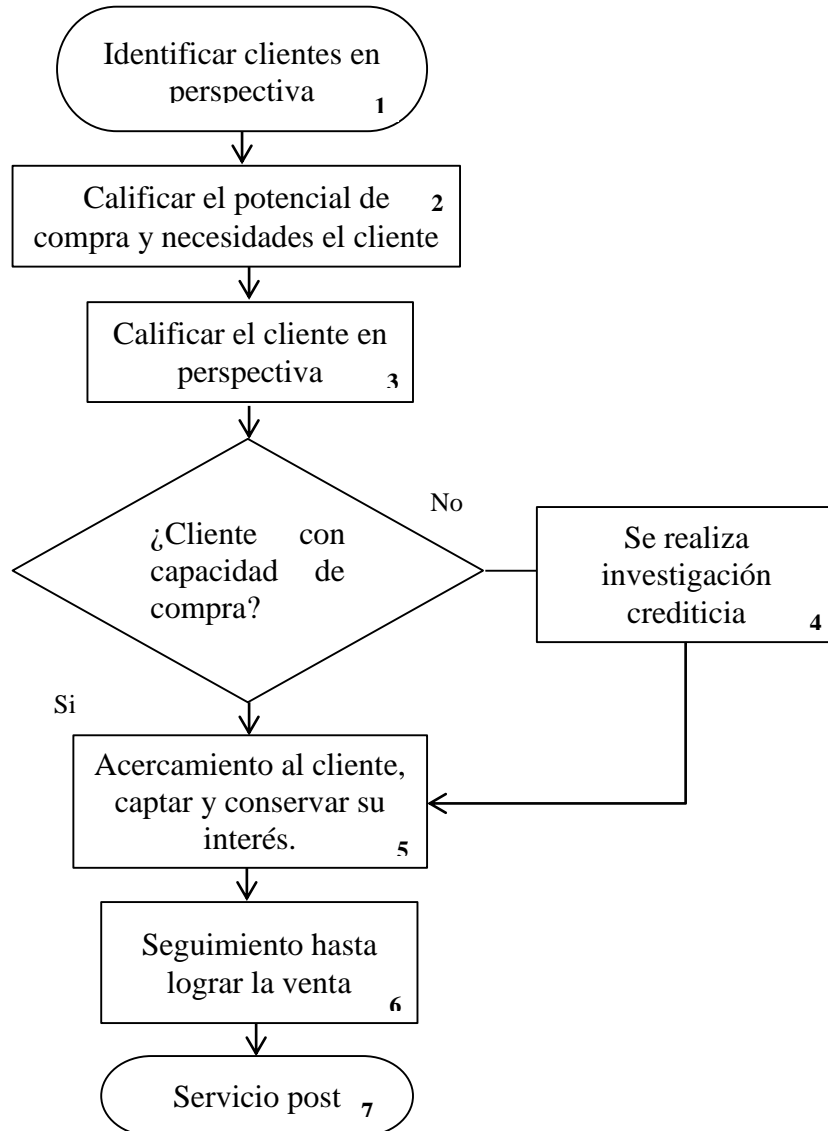 Identificar clientes en
perspectiva 1
Calificar el potencial de 2
compra y necesidades el cliente
Calificar el cliente en
perspectiva 3
No
¿Cliente con
capacidad de
compra?
Se realiza
investigación
crediticia 4
Si
Acercamiento al cliente,
captar y conservar su
interés. 5
Seguimiento hasta
lograr la venta 6
Servicio post 7